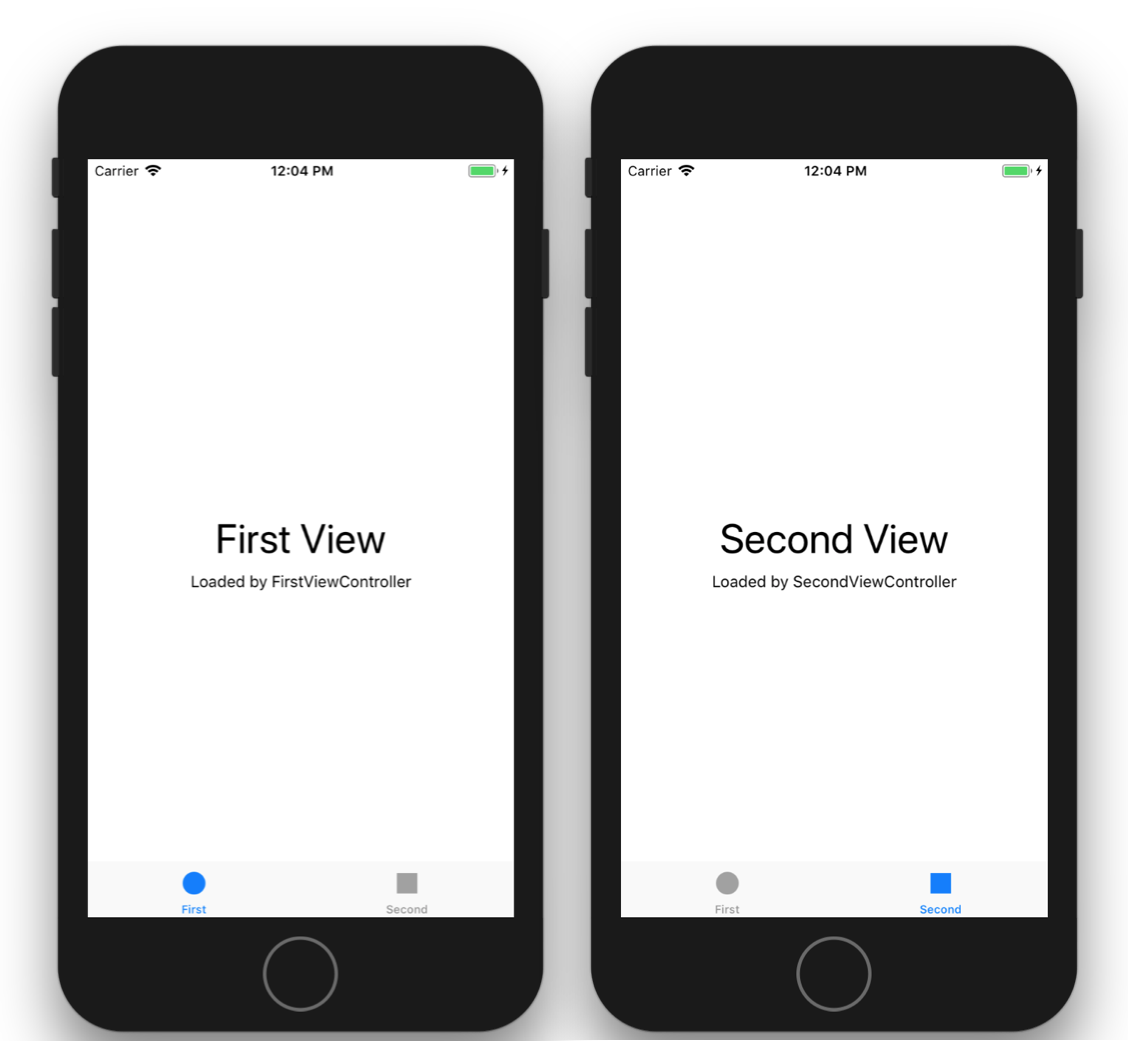 Carrier 12:04 PM
First View
Loaded by FirstViewController
First Second
Carrier 12:04 PM
Second View
Loaded by SecondViewController
First Second